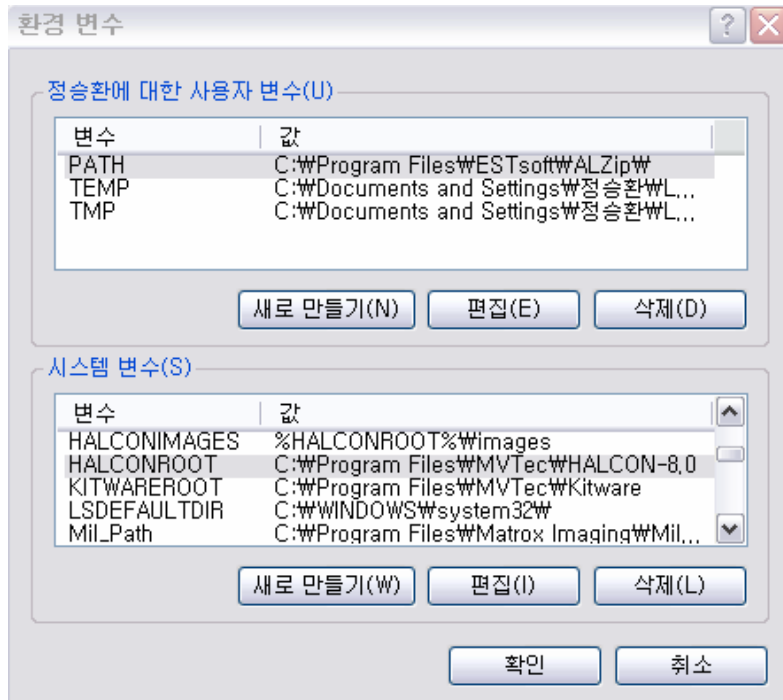 환경 변수
정승환에 대한 사용자 변수(U)
변수 값
PATH C:₩Program Files₩ESTsoft₩ALZip₩
TEMP C:₩Documents and Settings₩정승환₩L...
TMP C:₩Documents and Settings₩정승환₩L...
새로 만들기(N) 편집(E) 삭제(D)
시스템 변수(S)
변수 값
HALCONIMAGES %HALCONROOT%₩images
HALCONROOT C:₩Program Files₩MVTec₩HALCON-8.0
KITWAREROOT C:₩Program Files₩MVTec₩Kitware
LSDEFAULTDIR C:₩WINDOWS₩system32₩
Mil_Path C:₩Program Files₩Matrox Imaging₩Mil...
새로 만들기(W) 편집(I) 삭제(L)
확인 취소